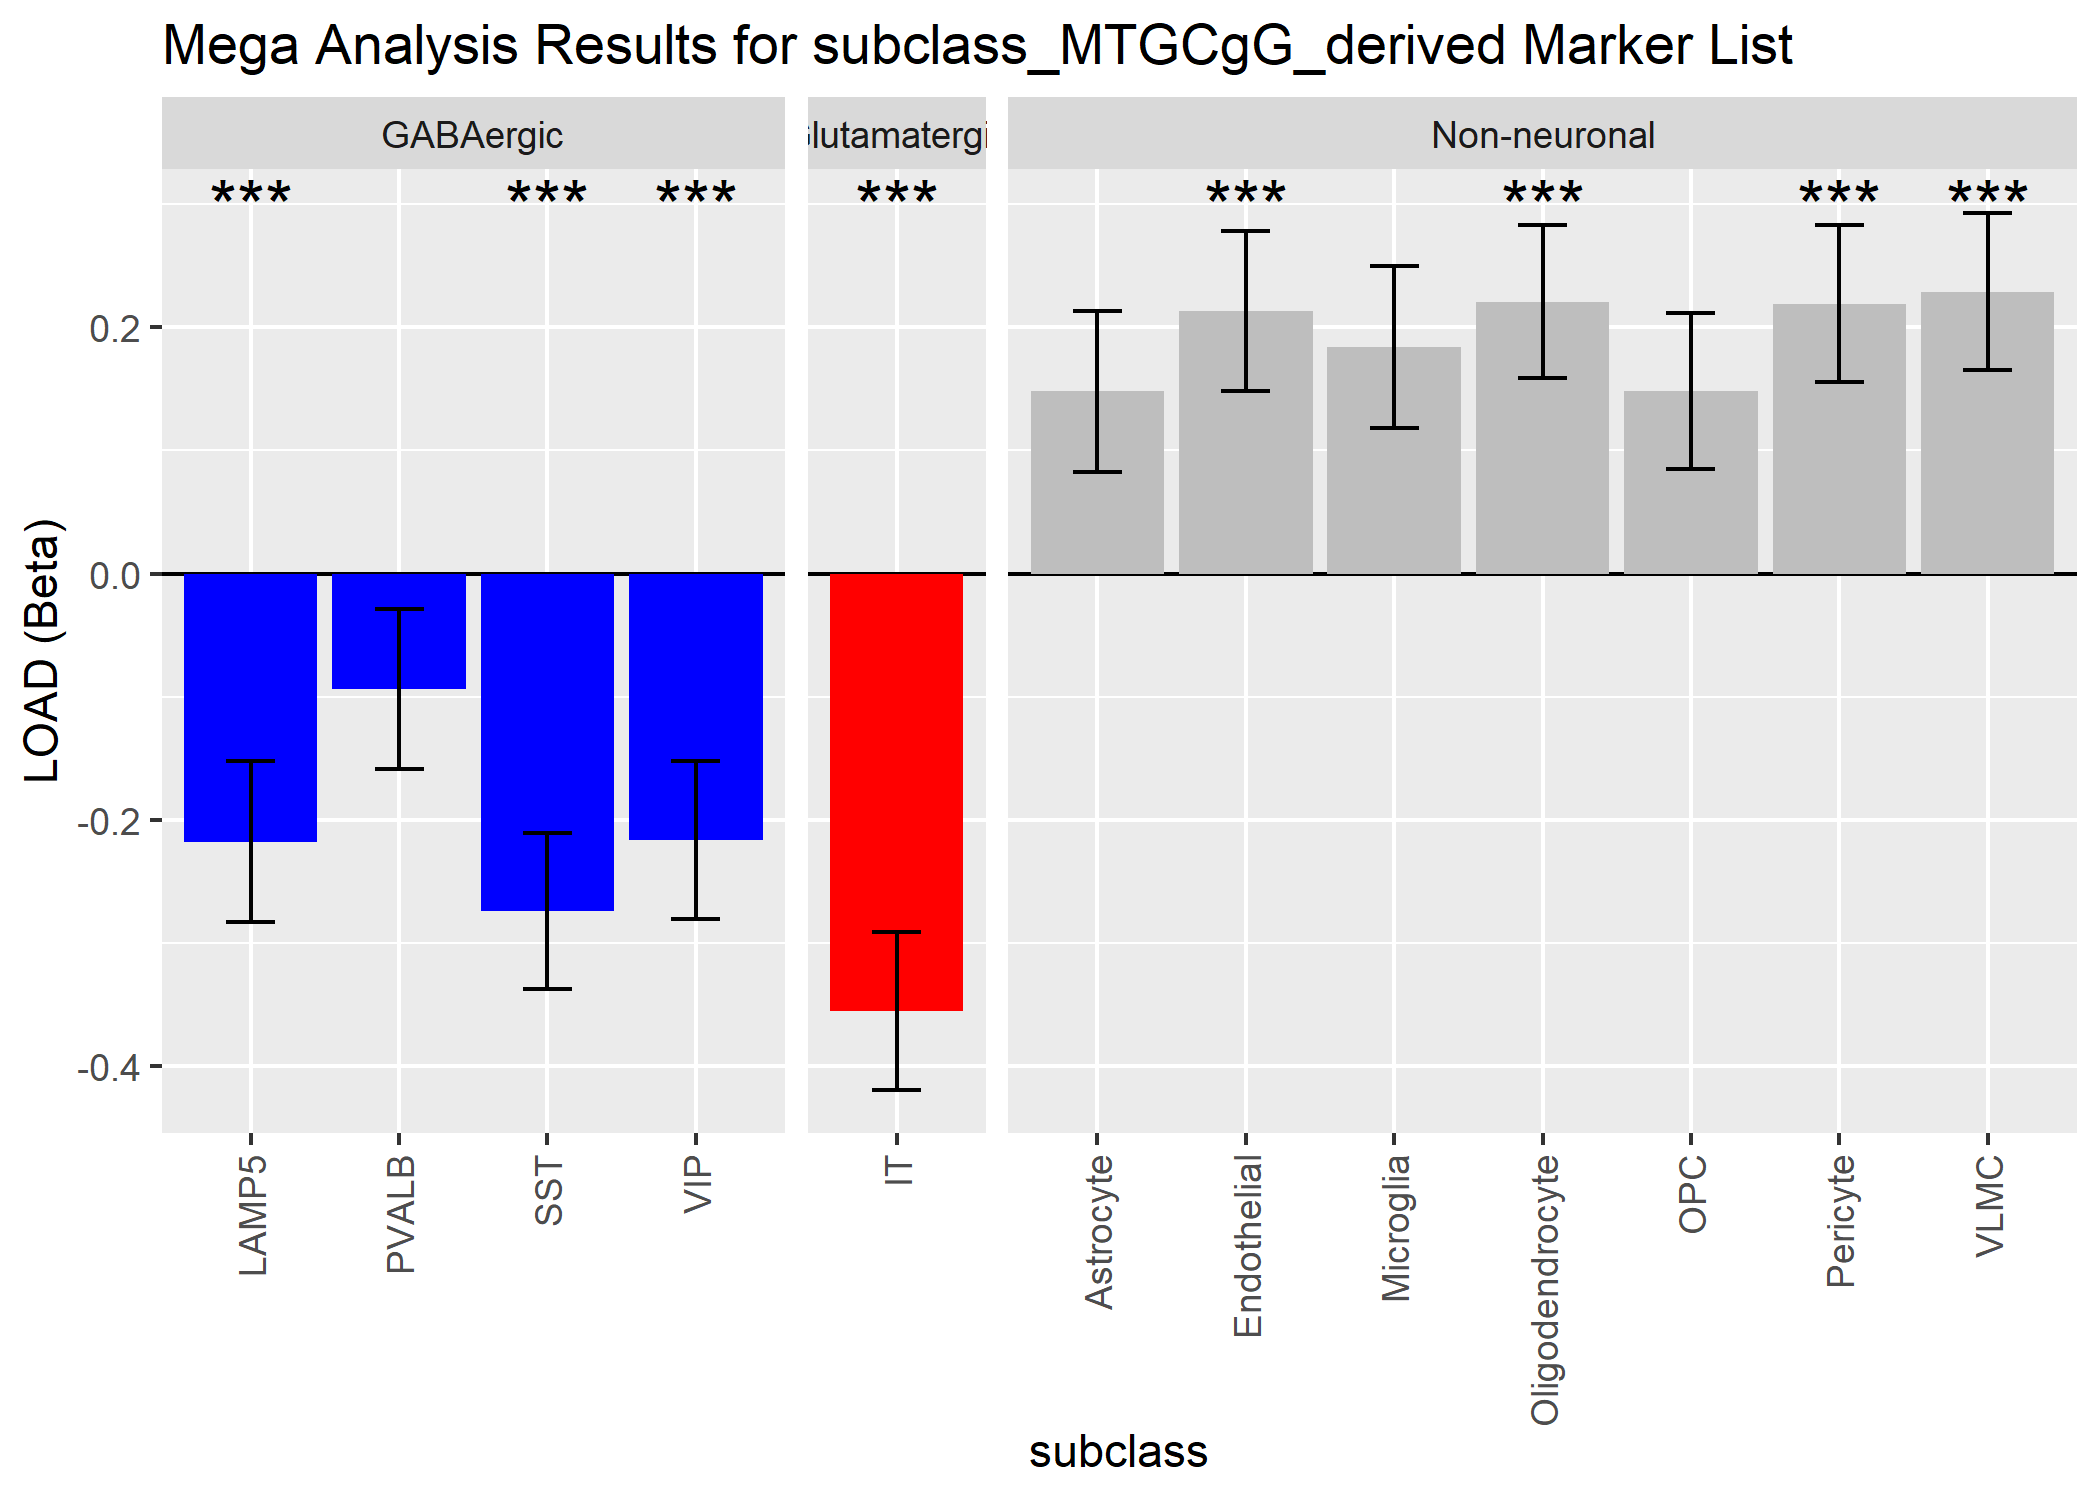 Mega Analysis Results for subclass_MTGCgG_derived Marker List
GABAergic
Glutamatergi
Non-neuronal
*** *** *** *** *** *** *** ***
LOAD (Beta)
0.2
0.0
-0.2
-0.4
LAMP5
PVALB
SST
VIP
IT
Astrocyte
Endothelial
Microglia
Oligodendrocyte
OPC
Pericyte
VLMC
subclass